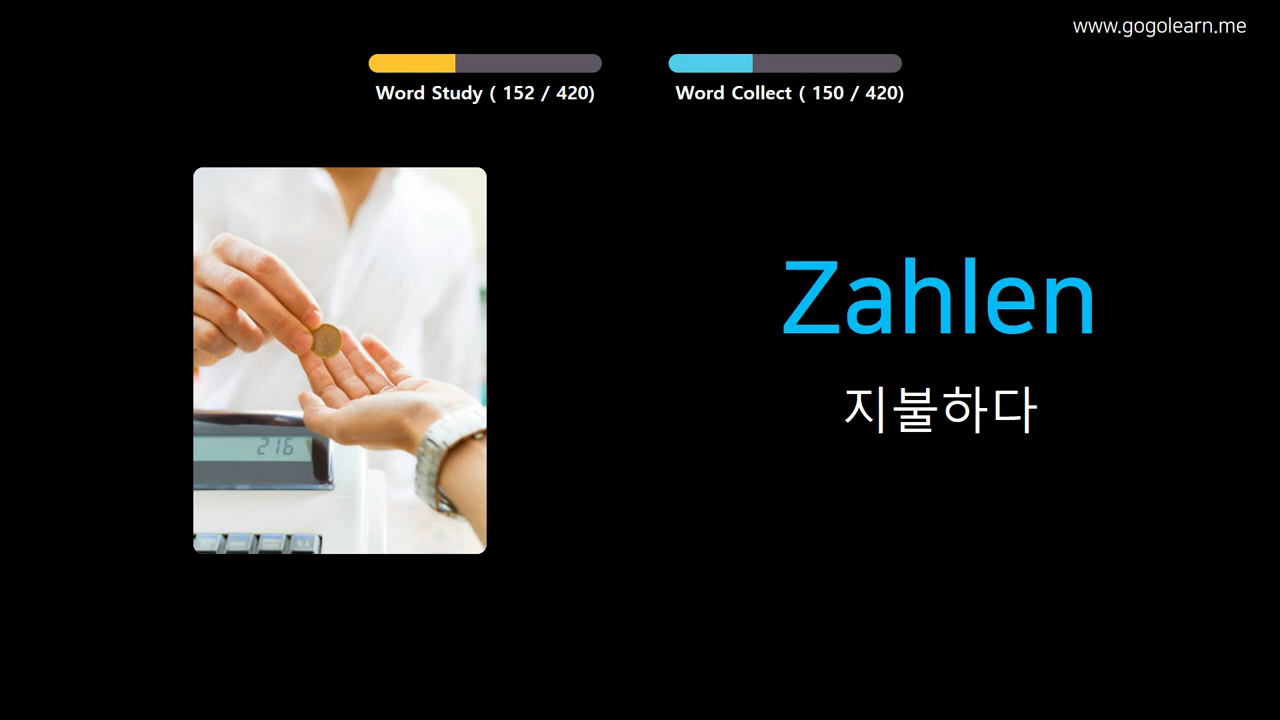 www.gogolearn.me
Word Study ( 152 / 420)
Word Collect ( 150 / 420)
Zahlen
지불하다
216